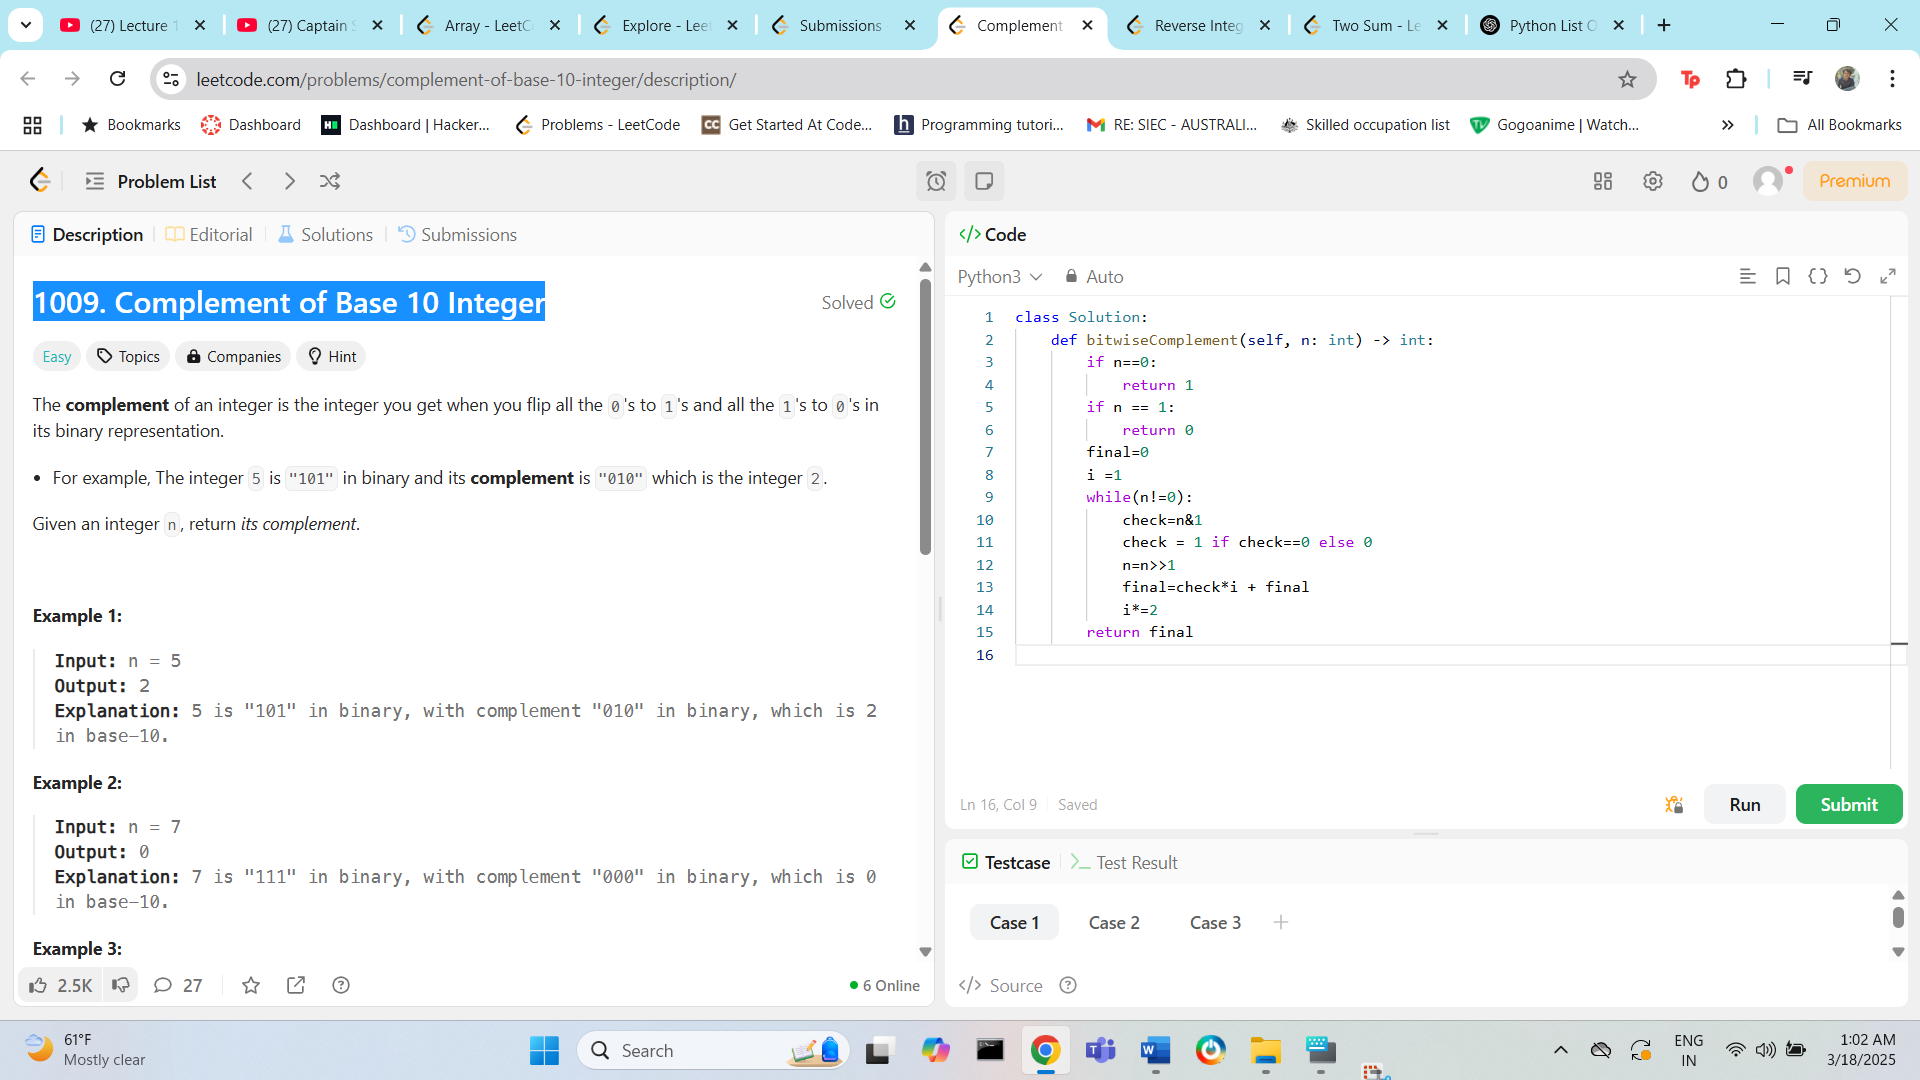 (27) Lecture 1
(27) Captain S
Array - LeetC
Explore - Leet
Submissions
Complement
Reverse Integ
Two Sum - Le
Python List O
leetcode.com/problems/complement-of-base-10-integer/description/
Bookmarks
Dashboard
Dashboard | Hacker...
Problems - LeetCode
Get Started At Code...
Programming tutori...
RE: SIEC - AUSTRALI...
Skilled occupation list
Gogoanime | Watch...
»
All Bookmarks
Problem List
0
Premium
Description
Editorial
Solutions
Submissions
1009. Complement of Base 10 Integer
Solved
Easy
Topics
Companies
Hint
The complement of an integer is the integer you get when you flip all the 0's to 1's and all the 1's to 0's in
its binary representation.
• For example, The integer 5 is "101" in binary and its complement is "010" which is the integer 2.
Given an integer n, return its complement.
Example 1:
Input: n = 5
Output: 2
Explanation: 5 is "101" in binary, with complement "010" in binary, which is 2
in base-10.
Example 2:
Input: n = 7
Output: 0
Explanation: 7 is "111" in binary, with complement "000" in binary, which is 0
in base-10.
Example 3:
2.5K
27
6 Online
</> Code
Python3
Auto
1 class Solution:
2     def bitwiseComplement(self, n: int) -> int:
3         if n==0:
4             return 1
5         if n == 1:
6             return 0
7         final=0
8         i =1
9         while(n!=0):
10             check=n&1
11             check = 1 if check==0 else 0
12             n=n>>1
13             final=check*i + final
14             i*=2
15         return final
16
Ln 16, Col 9
Saved
Run
Submit
Testcase
Test Result
Case 1
Case 2
Case 3
+
</> Source
61°F
Mostly clear
Search
ENG
IN
1:02 AM
3/18/2025